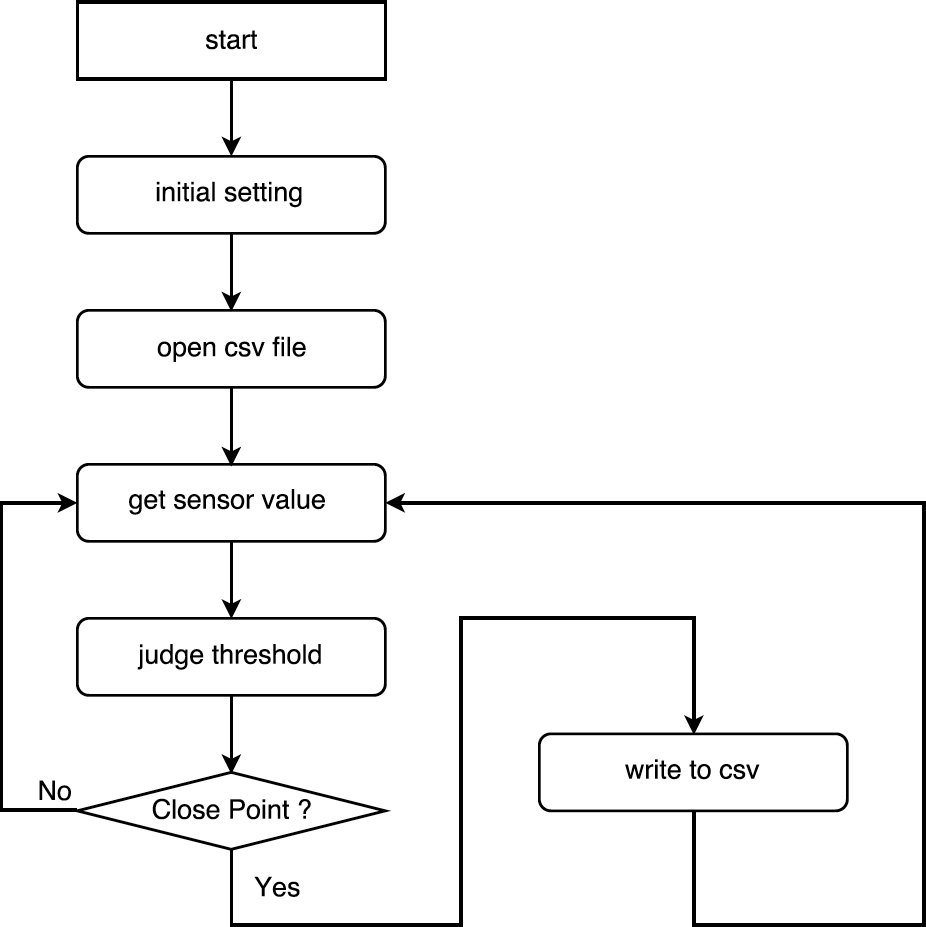 start
initial setting
open csv file
get sensor value
judge threshold
No
Close Point ?
Yes
write to csv